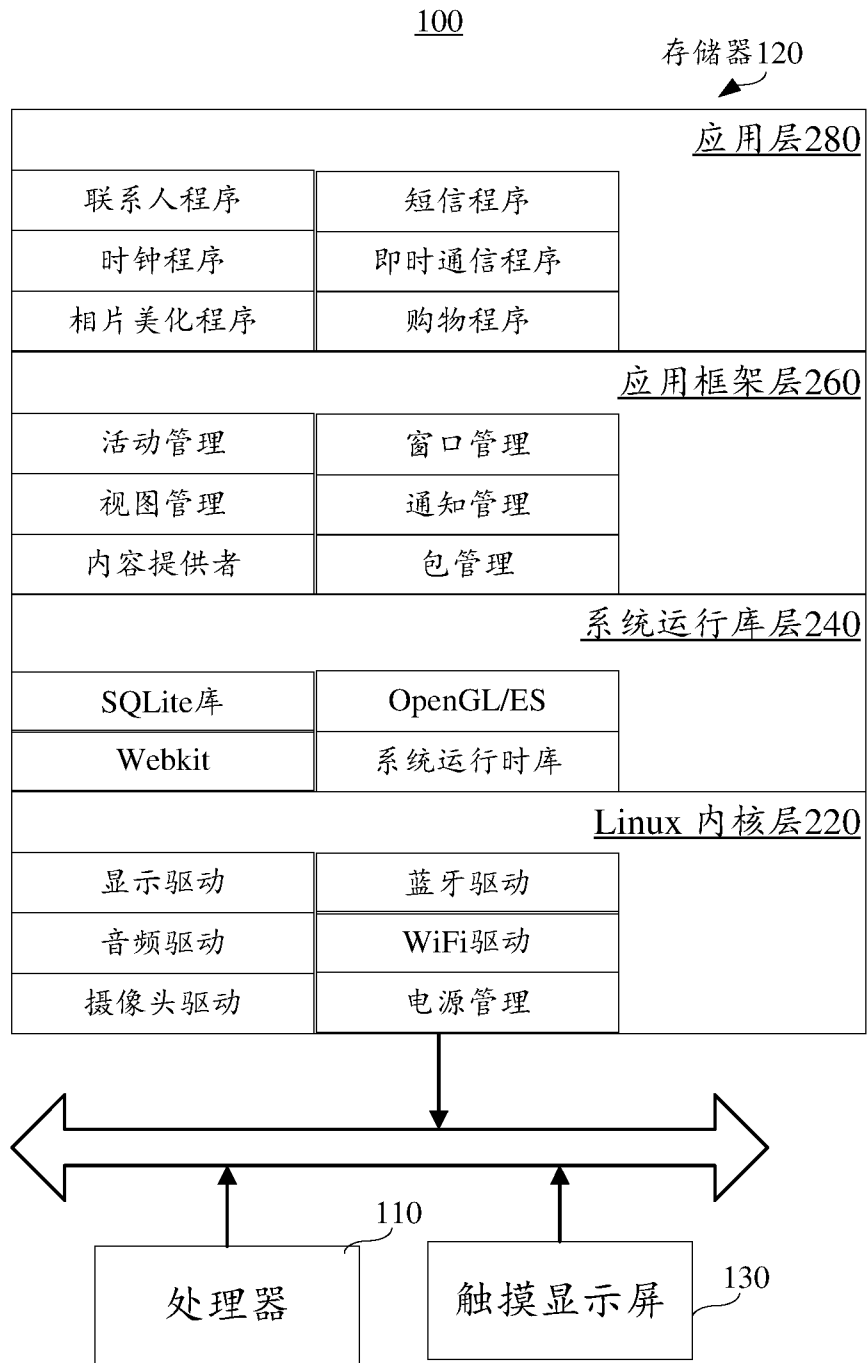 100
存储器120
应用层280
联系人程序 短信程序
时钟程序 即时通信程序
相片美化程序 购物程序
应用框架层260
活动管理 窗口管理
视图管理 通知管理
内容提供者 包管理
系统运行库层240
SQLite库 OpenGL/ES
Webkit 系统运行时库
Linux 内核层220
显示驱动 蓝牙驱动
音频驱动 WiFi驱动
摄像头驱动 电源管理
110
处理器
触摸显示屏
130